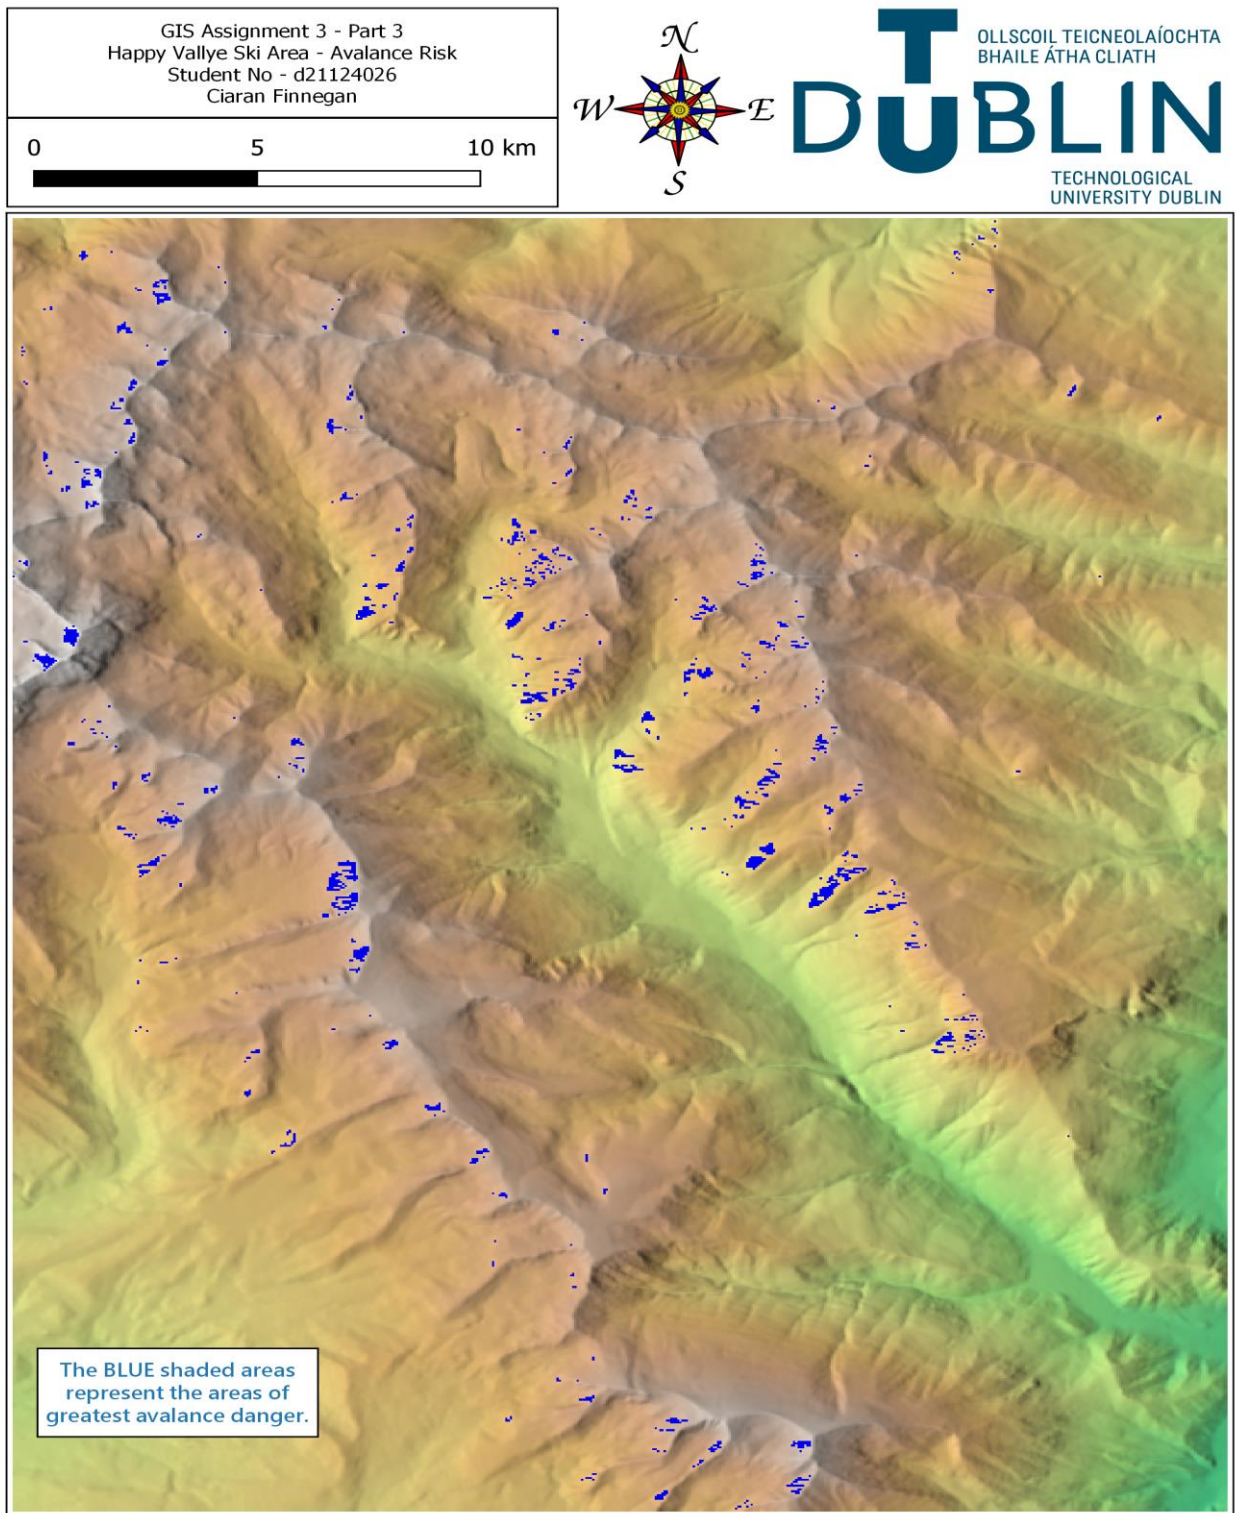 GIS Assignment 3 - Part 3
Happy Vallye Ski Area - Avalance Risk
Student No - d21124026
Ciaran Finnegan
0 5 10 km
N
W E
S
OLLSCOIL TEICNEOLAÍOCHTA
BHAILE ÁTHA CLIATH
TU DUBLIN
TECHNOLOGICAL
UNIVERSITY DUBLIN
The BLUE shaded areas
represent the areas of
greatest avalance danger.